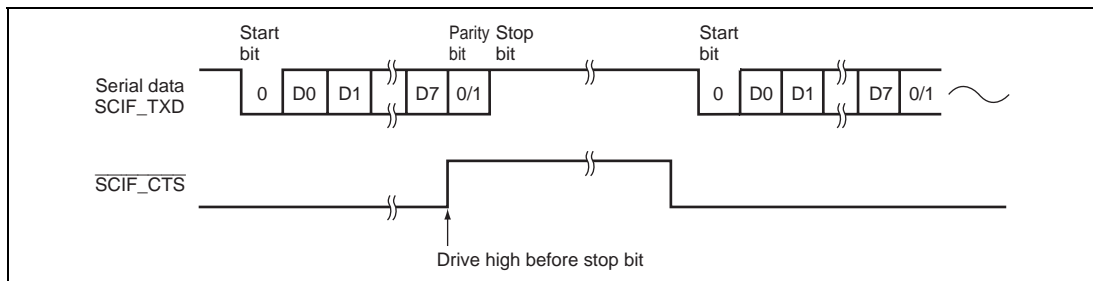 Start bit
Parity bit
Stop bit
Start bit
Serial data
SCIF_TXD
0 D0 D1 D7 0/1 0 D0 D1 D7 0/1
SCIF_CTS
Drive high before stop bit